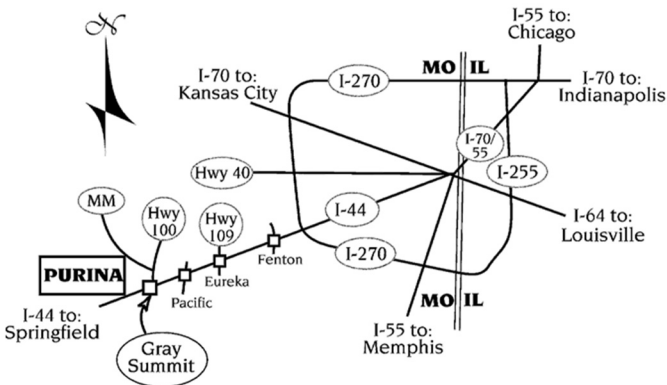 N
I-55 to:
Chicago
MO IL
I-70 to:
Kansas City
I-270
I-70 to:
Indianapolis
I-70/
55
Hwy 40
I-255
MM
Hwy
100
Hwy
109
I-44
I-64 to:
Louisville
Fenton
I-270
PURINA
Eureka
Pacific
MO IL
I-44 to:
Springfield
I-55 to:
Memphis
Gray
Summit